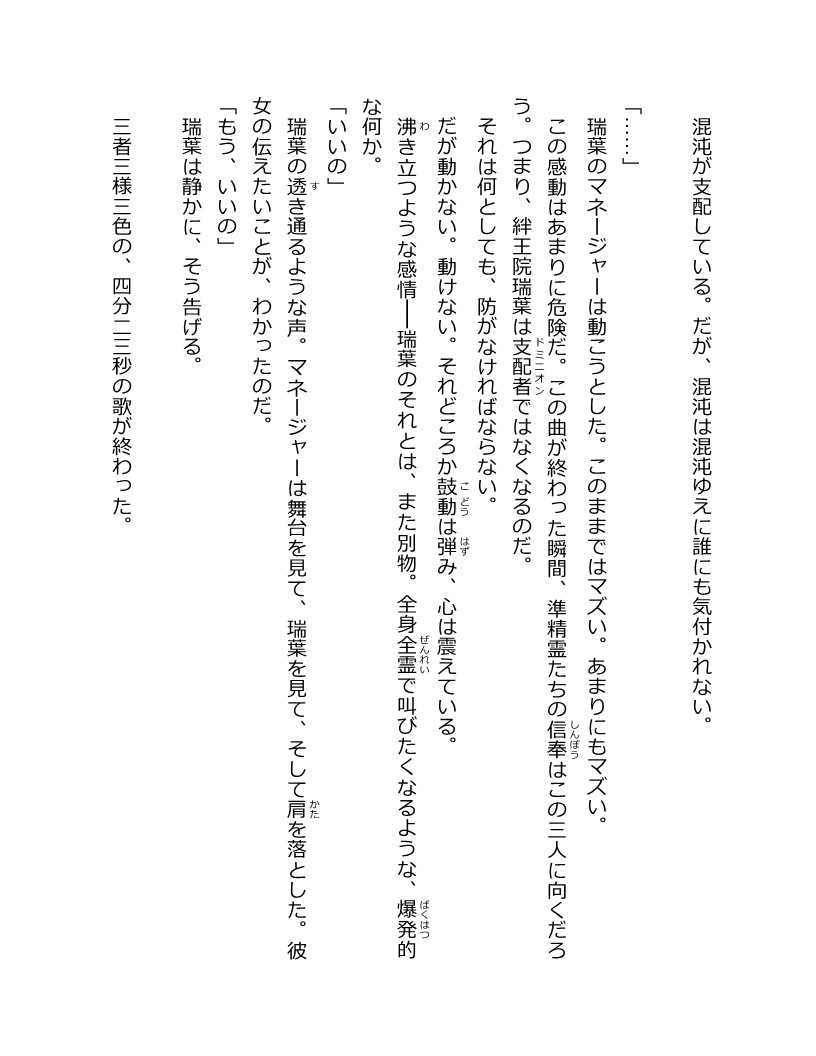 混沌が支配している。だが、混沌は混沌ゆえに誰にも気付かれない。
「……」
瑞葉のマネージャーは動こうとした。このままではマズい。あまりにもマズい。
この感動はあまりに危険だ。この曲が終わった瞬間、準精霊たちの信奉はこの三人に向くだろ
う。つまり、絆王院瑞葉は支配者ではなくなるのだ。
それは何としても、防がなければならない。
だが動かない。動けない。それどころか鼓動は弾み、心は震えている。
沸き立つような感情――瑞葉のそれとは、また別物。全身全霊で叫びたくなるような、爆発的
な何か。
「いいの」
瑞葉の透き通るような声。マネージャーは舞台を見て、瑞葉を見て、そして肩を落とした。彼
女の伝えたいことが、わかったのだ。
「もう、いいの」
瑞葉は静かに、そう告げる。
三者三様三色の、四分二三秒の歌が終わった。